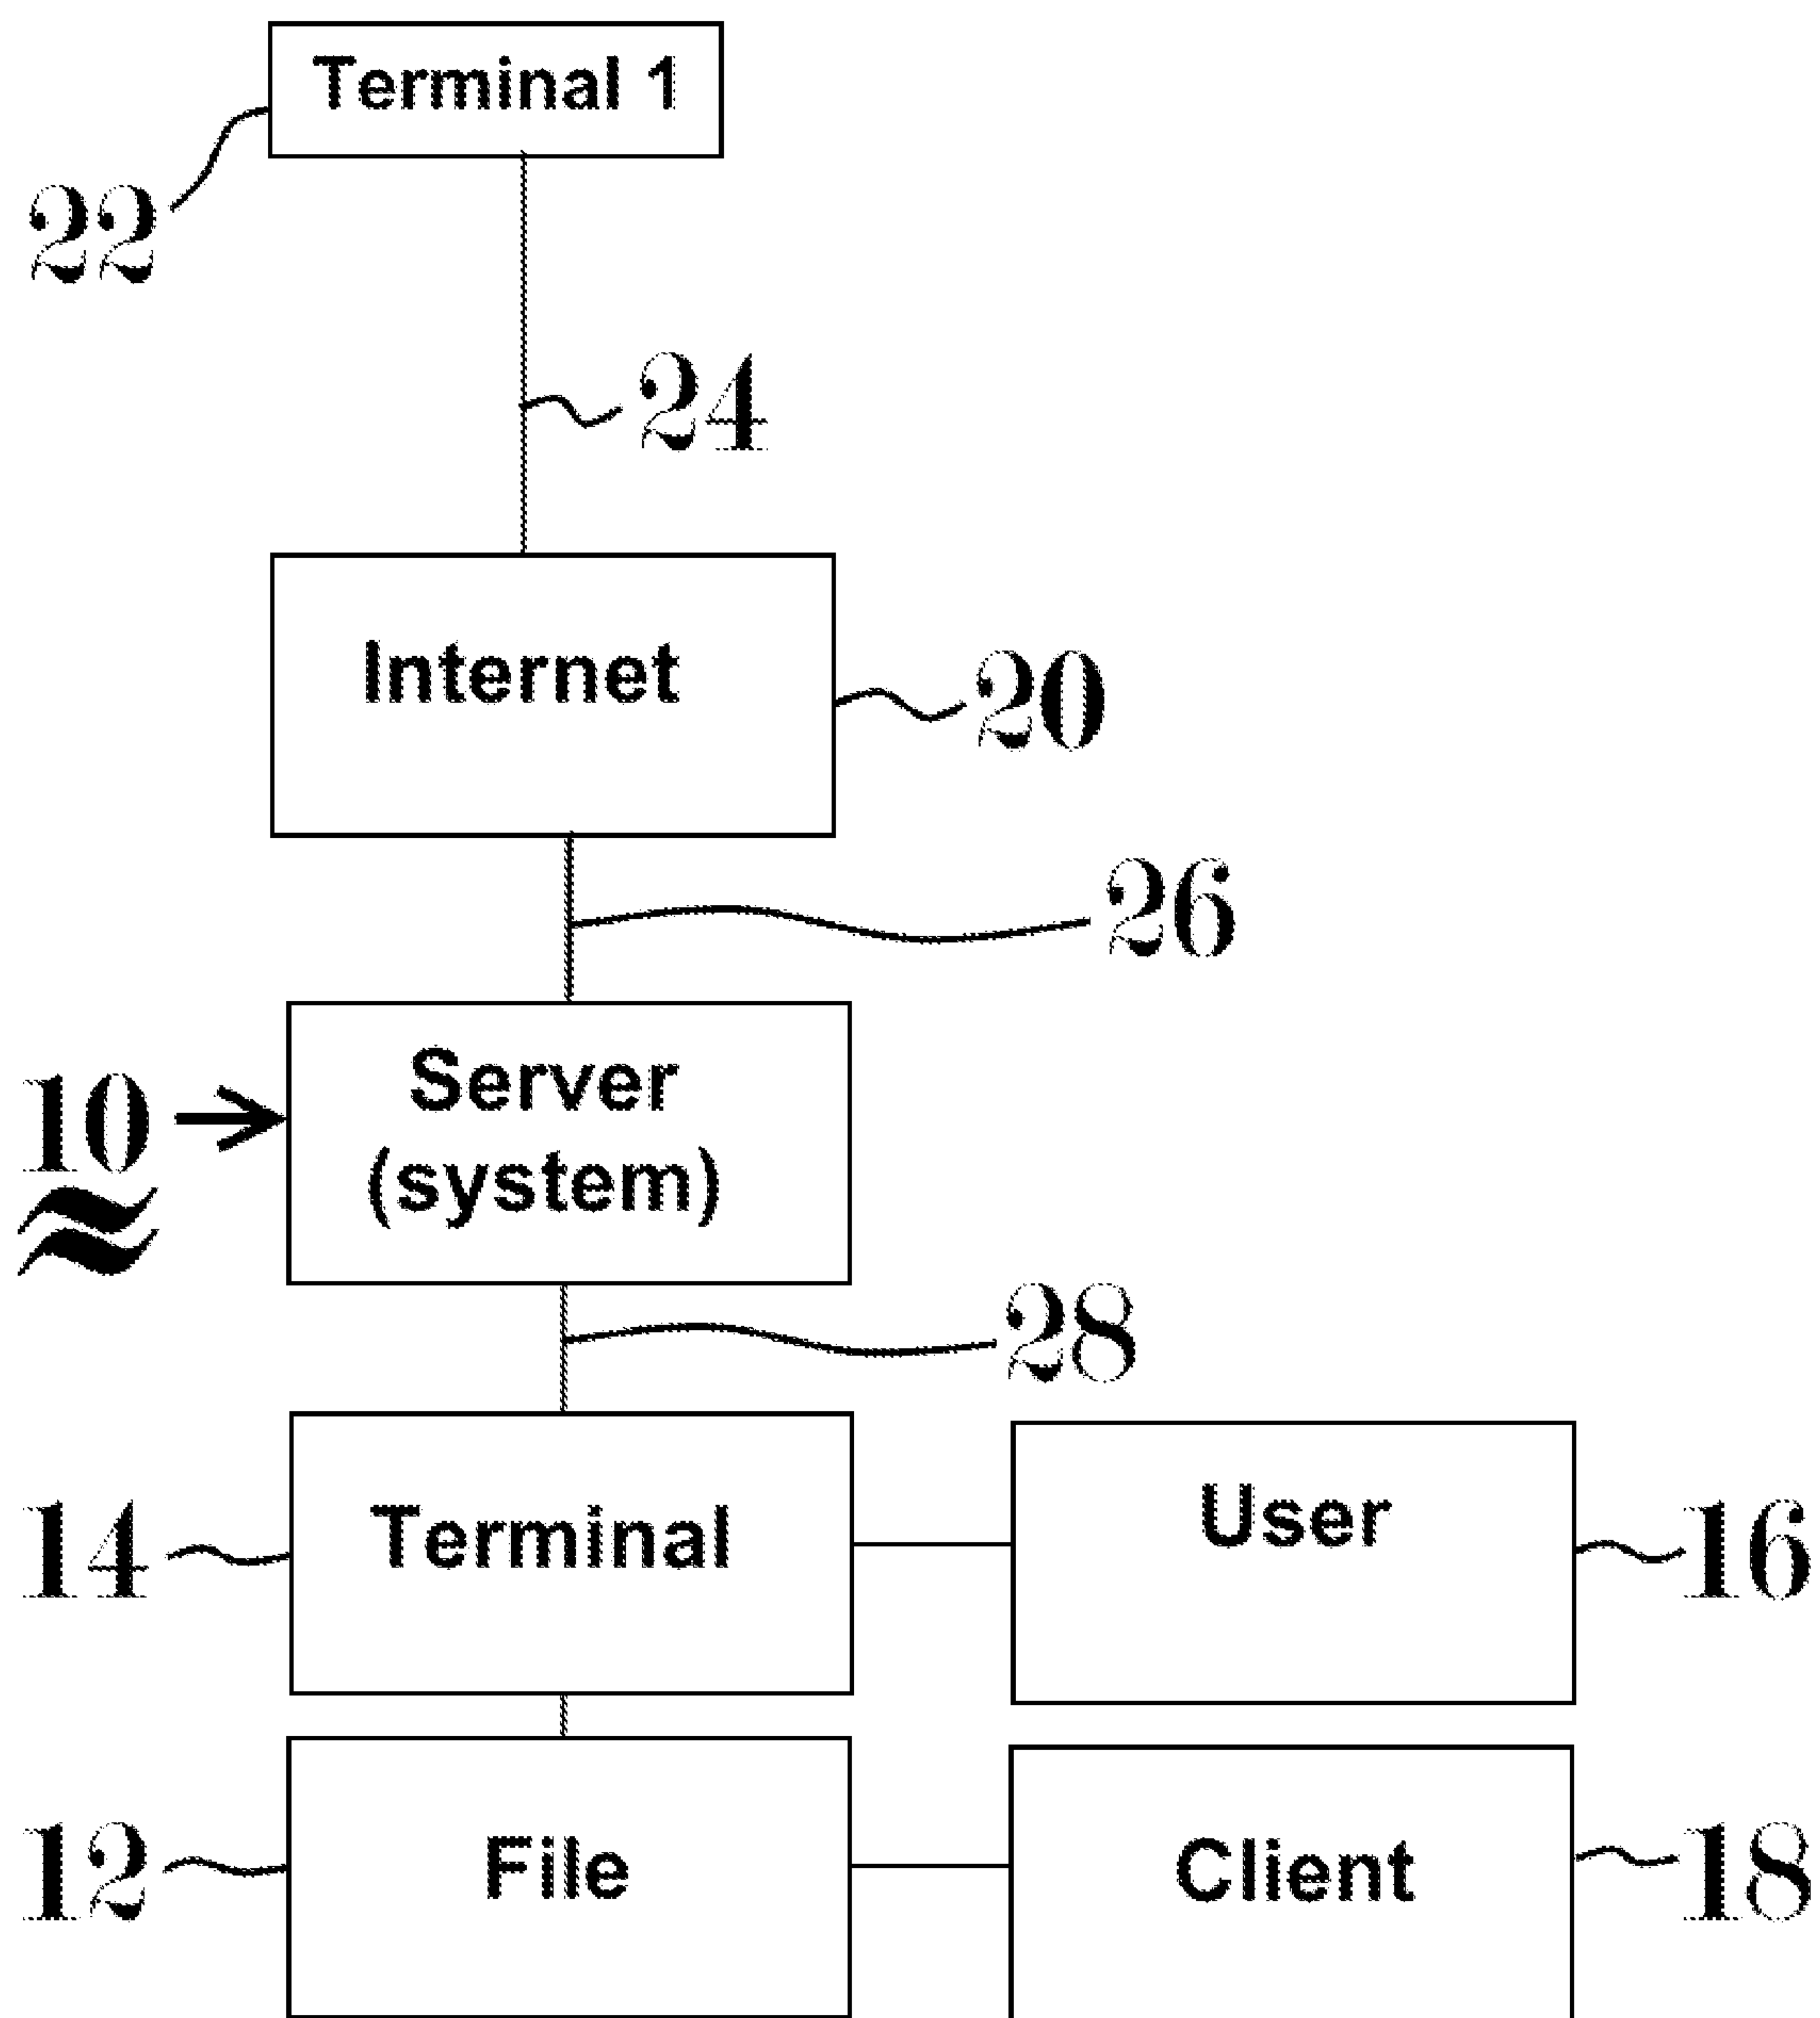 Terminal 1
22
24
Internet
20
26
10
Server
(system)
28
14
Terminal
User
16
12
File
Client
18